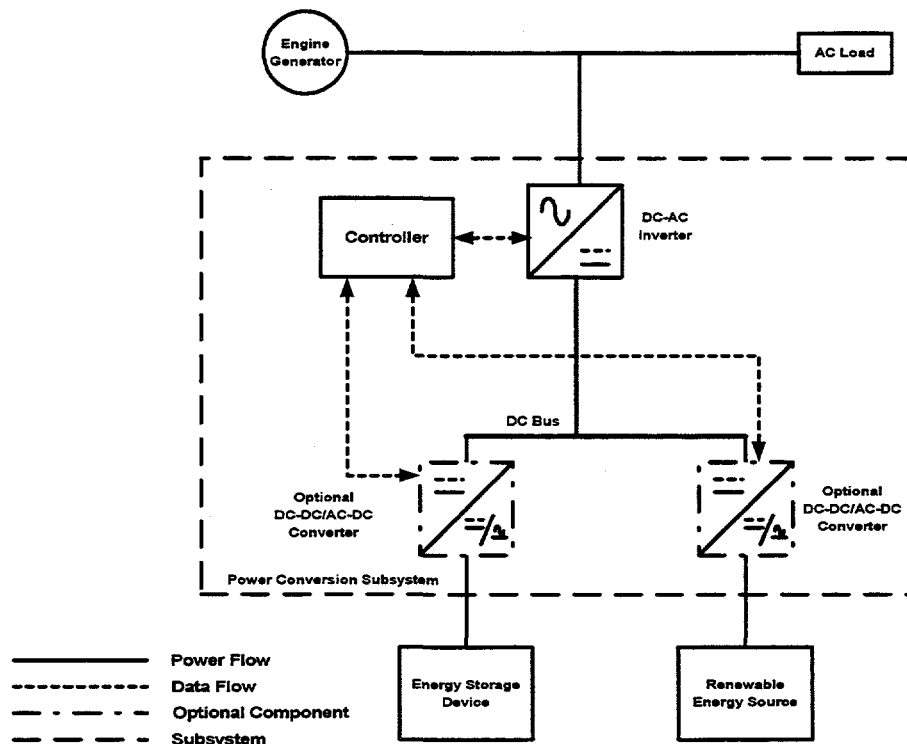 Engine
Generator
AC Load
Controller
DC-AC
Inverter
DC Bus
Optional
DC-DC/AC-DC
Converter
Optional
DC-DC/AC-DC
Converter
Power Conversion Subsystem
Energy Storage
Device
Renewable
Energy Source
Power Flow
Data Flow
Optional Component
Subsystem